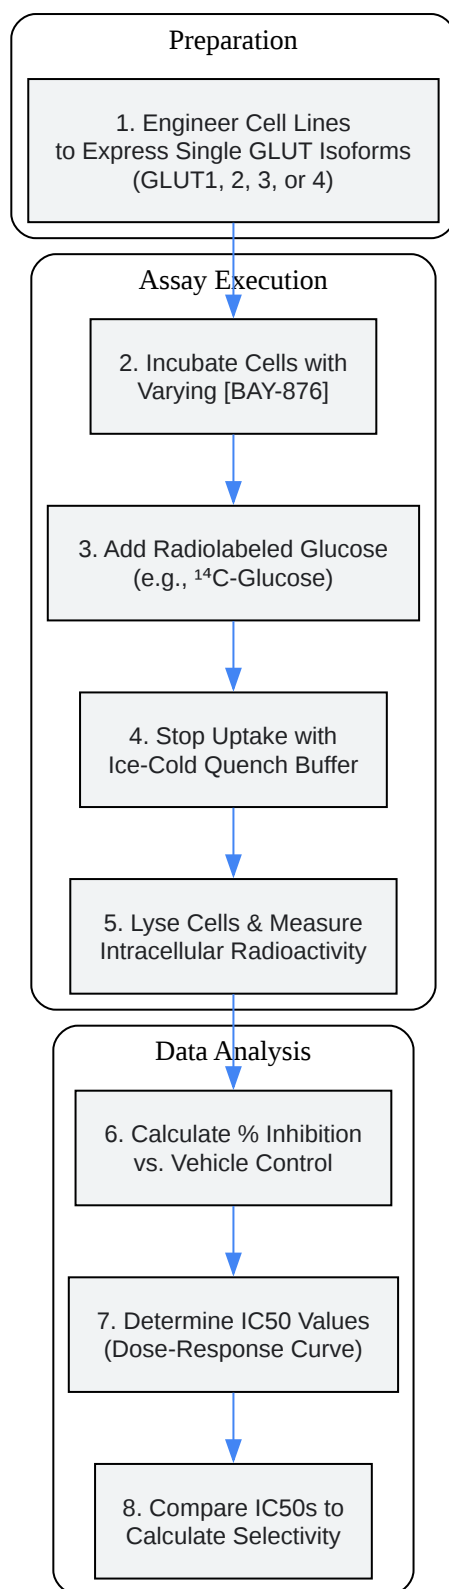 Preparation
1. Engineer Cell Lines
to Express Single GLUT Isoforms
(GLUT1, 2, 3, or 4)
Assay Execution
2. Incubate Cells with
Varying [BAY-876]
3. Add Radiolabeled Glucose
(e.g., ¹⁴C-Glucose)
4. Stop Uptake with
Ice-Cold Quench Buffer
5. Lyse Cells & Measure
Intracellular Radioactivity
Data Analysis
6. Calculate % Inhibition
vs. Vehicle Control
7. Determine IC50 Values
(Dose-Response Curve)
8. Compare IC50s to
Calculate Selectivity